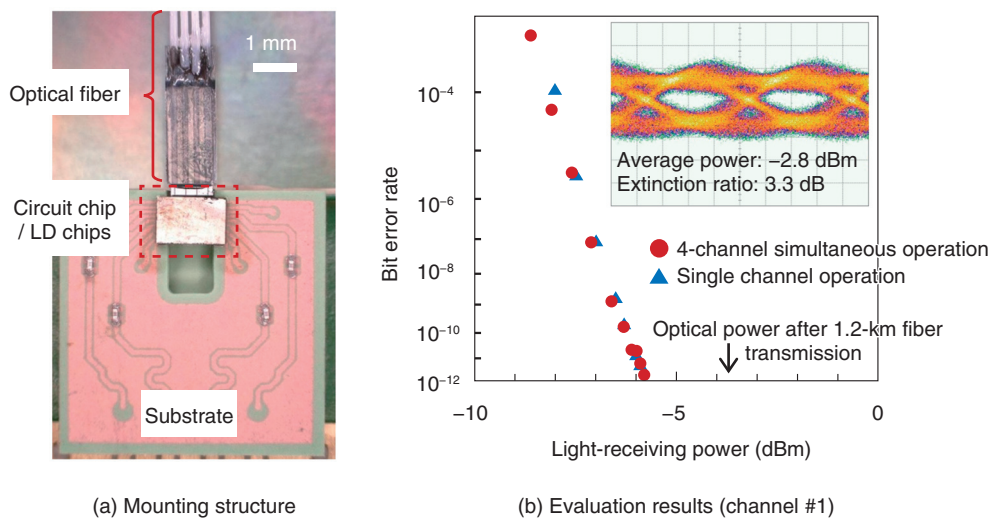 1 mm
Optical fiber
Circuit chip
/ LD chips
Substrate
(a) Mounting structure
Bit error rate
10⁻⁴
10⁻⁶
10⁻⁸
10⁻¹⁰
10⁻¹²
Average power: −2.8 dBm
Extinction ratio: 3.3 dB
4-channel simultaneous operation
Single channel operation
Optical power after 1.2-km fiber
transmission
−10
−5
0
Light-receiving power (dBm)
(b) Evaluation results (channel #1)